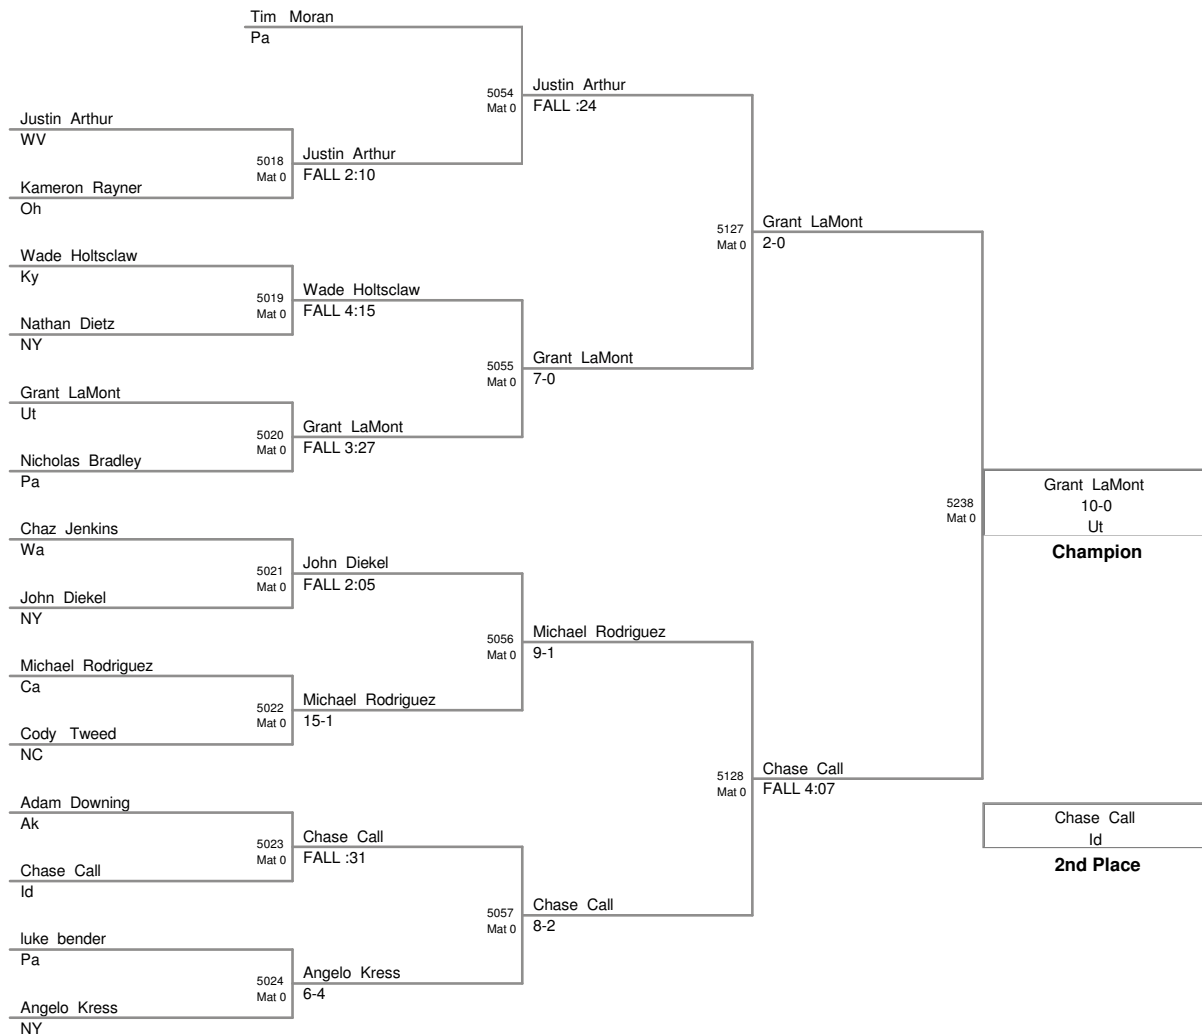 Tim Moran
Pa
5054
Mat 0
Justin Arthur
FALL :24
Justin Arthur
WV
5018
Mat 0
Justin Arthur
FALL 2:10
Kameron Rayner
Oh
5127
Mat 0
Grant LaMont
2-0
Wade Holtsclaw
Ky
5019
Mat 0
Wade Holtsclaw
FALL 4:15
Nathan Dietz
NY
5055
Mat 0
Grant LaMont
7-0
Grant LaMont
Ut
5020
Mat 0
Grant LaMont
FALL 3:27
Nicholas Bradley
Pa
5238
Mat 0
Grant LaMont
10-0
Ut
Champion
Chaz Jenkins
Wa
5021
Mat 0
John Diekel
FALL 2:05
John Diekel
NY
5056
Mat 0
Michael Rodriguez
9-1
Michael Rodriguez
Ca
5022
Mat 0
Michael Rodriguez
15-1
Cody Tweed
NC
5128
Mat 0
Chase Call
FALL 4:07
Adam Downing
Ak
5023
Mat 0
Chase Call
FALL :31
Chase Call
Id
2nd Place
Chase Call
Id
5057
Mat 0
Chase Call
8-2
luke bender
Pa
5024
Mat 0
Angelo Kress
6-4
Angelo Kress
NY